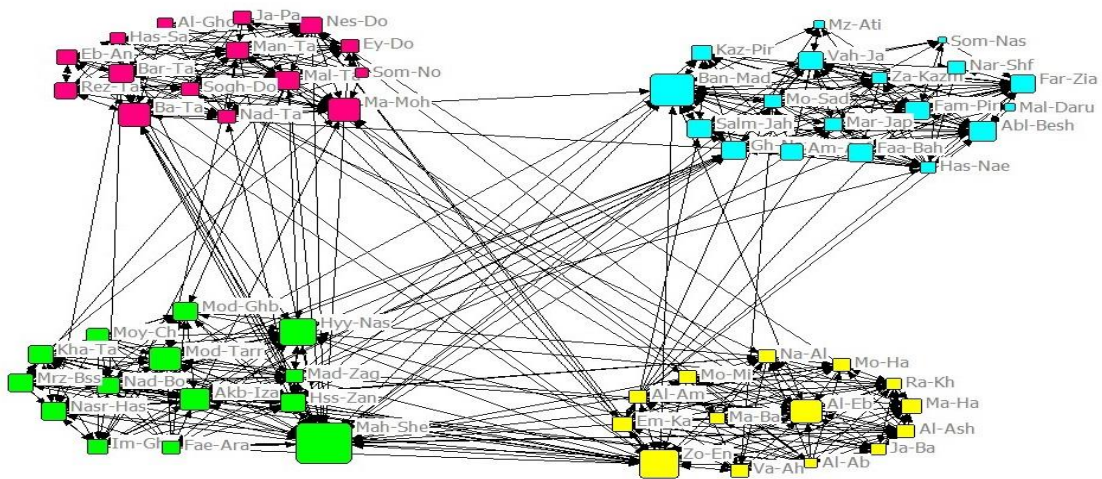 Al-Gho
Ja-Pa
Nes-Do
Has-Sa
Man-Ta
Ey-Do
Eb-An
Bar-Ta
Mal-Ta
Som-No
Rez-Ta
Sogh-Do
Ba-Ta
Nad-Ta
Ma-Moh
Mz-Ati
Som-Nas
Kaz-Pir
Vah-Ja
Nar-Shf
Ban-Mad
Za-Kazm
Far-Zia
Mo-Sad
Fam-Pir
Mal-Daru
Salm-Jah
Mar-Jap
Abl-Besh
Faa-Bah
Has-Nae
Mod-Ghb
Moy-Ch
Hyy-Nas
Kha-Ta
Mod-Tarr
Mrz-Bss
Nad-Bo
Mad-Zag
Nasr-Has
Akb-Iza
Hss-Zan
Im-Gh
Fae-Ara
Mah-She
Na-Al
Mo-Ha
Mo-Mi
Ra-Kh
Al-Am
Al-Eb
Ma-Ha
Em-Ka
Ma-Ba
Al-Ash
Zo-En
Ja-Ba
Va-Ah
Al-Ab